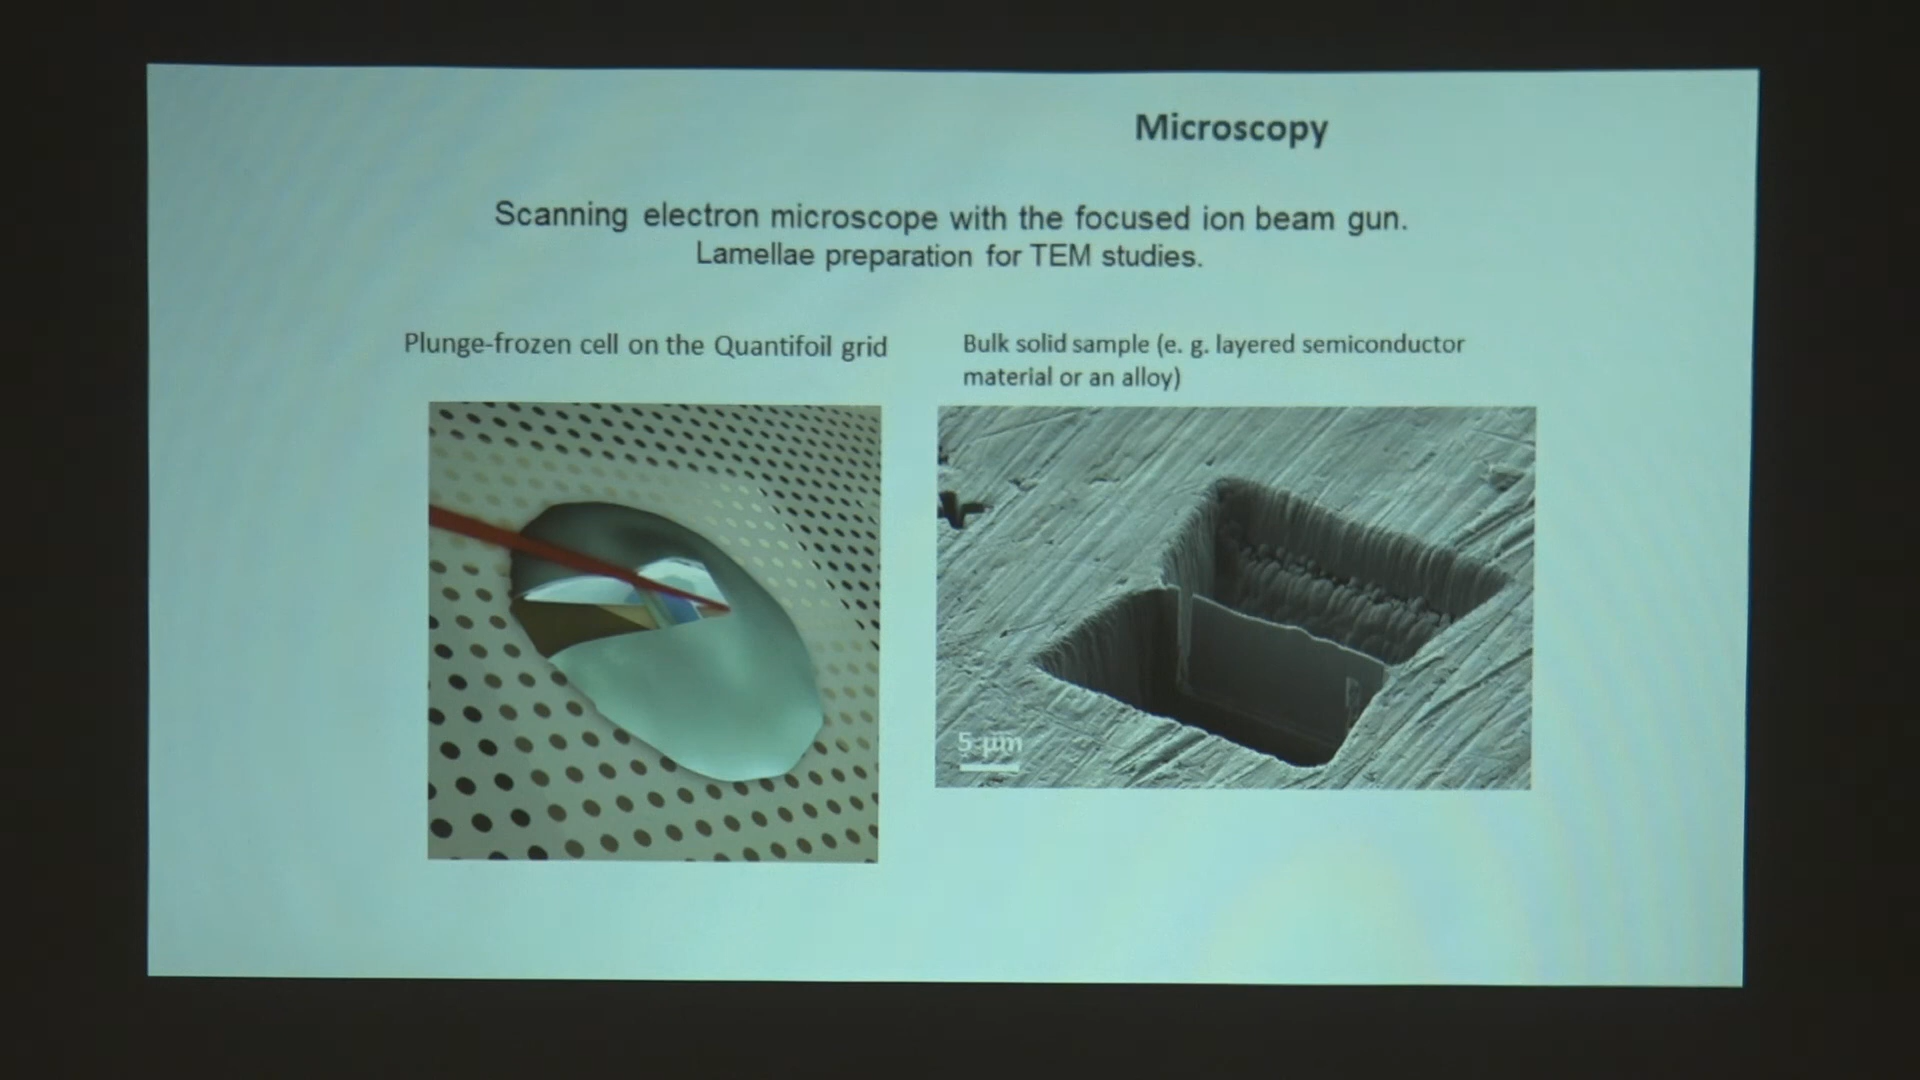 Microscopy
Scanning electron microscope with the focused ion beam gun.
Lamellae preparation for TEM studies.
Plunge-frozen cell on the Quantifoil grid
Bulk solid sample (e. g. layered semiconductor
material or an alloy)
5 µm